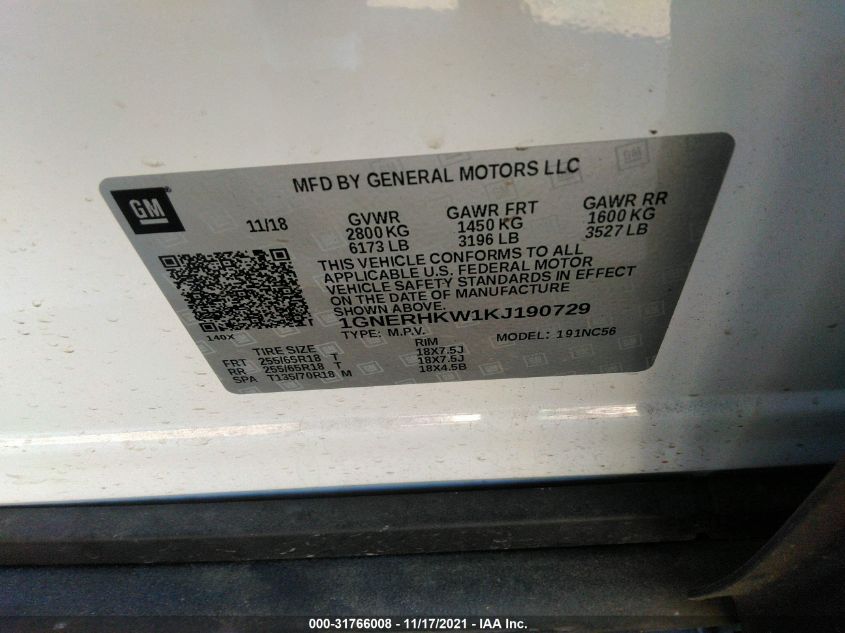 MFD BY GENERAL MOTORS LLC
GM
11/18
GVWR GAWR FRT GAWR RR
2800 KG 1450 KG 1600 KG
6173 LB 3196 LB 3527 LB
THIS VEHICLE CONFORMS TO ALL
APPLICABLE U.S. FEDERAL MOTOR
VEHICLE SAFETY STANDARDS IN EFFECT
ON THE DATE OF MANUFACTURE
SHOWN ABOVE.
140X T 1GNERHKW1KJ190729
TYPE: M.P.V. MODEL: 191NC56
TIRE SIZE RIM
FRT 255/65R18 T 18X7.5J
RR 255/65R18 T 18X7.5J
SPA T135/70R18 M 18X4.5B
000-31766008 - 11/17/2021 - IAA Inc.